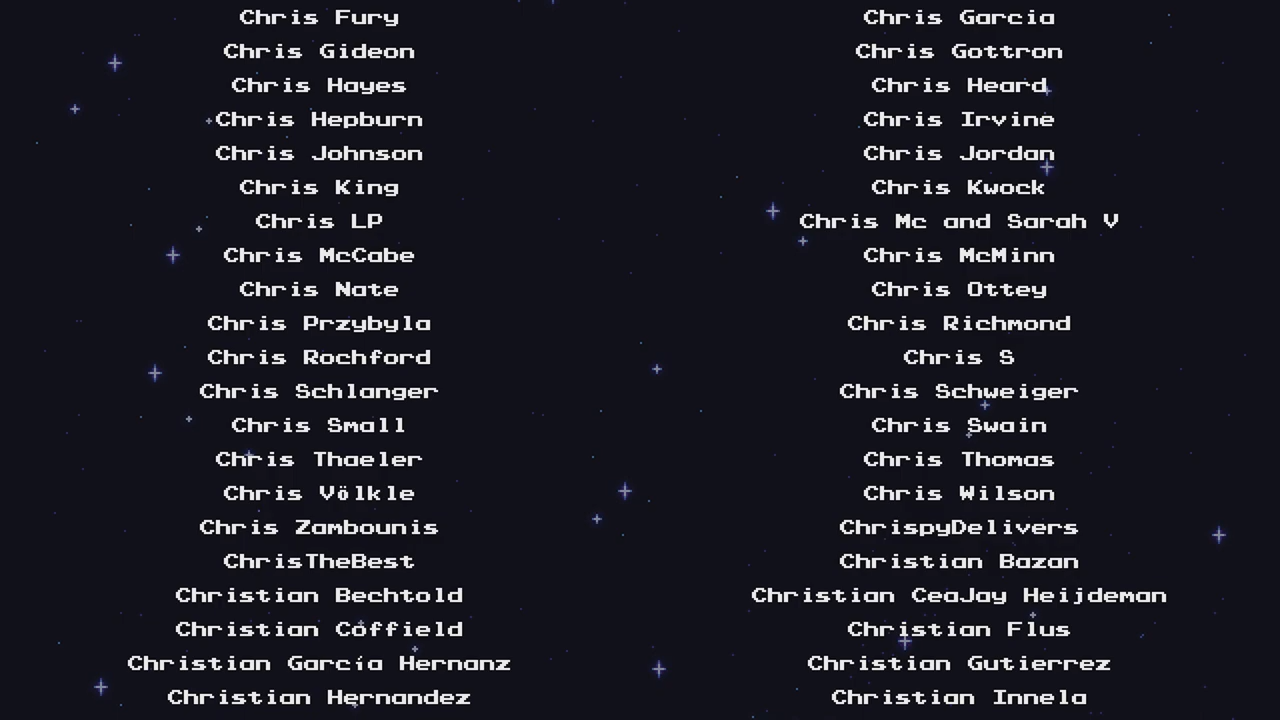 Chris Fury
Chris Garcia
Chris Gideon
Chris Gottron
Chris Hayes
Chris Heard
Chris Hepburn
Chris Irvine
Chris Johnson
Chris Jordan
Chris King
Chris Kwock
Chris LP
Chris Mc and Sarah V
Chris McCabe
Chris McMinn
Chris Nate
Chris Ottey
Chris Przybyla
Chris Richmond
Chris Rochford
Chris S
Chris Schlanger
Chris Schweiger
Chris Small
Chris Swain
Chris Thaeler
Chris Thomas
Chris Völkle
Chris Wilson
Chris Zambounis
ChrispyDelivers
ChrisTheBest
Christian Bazan
Christian Bechtold
Christian CeaJay Heijdeman
Christian Coffield
Christian Flus
Christian García Hernanz
Christian Gutierrez
Christian Hernandez
Christian Innela